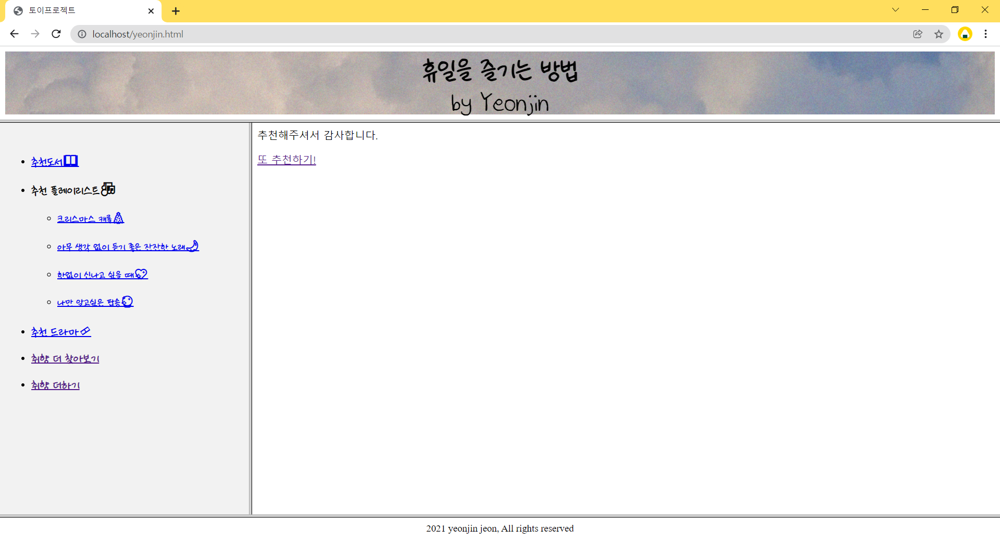 토이프로젝트
localhost/yeonjin.html
휴일을 즐기는 방법
by Yeonjin
추천도서
추천 플레이리스트
크리스마스 캐롤
아무 생각 없이 듣기 좋은 잔잔한 노래
한없이 신나고 싶을 때
나만 알고싶은 팝송
추천 드라마
취향 더 찾아보기
취향 더하기
추천해주셔서 감사합니다.
또 추천하기!
2021 yeonjin jeon, All rights reserved